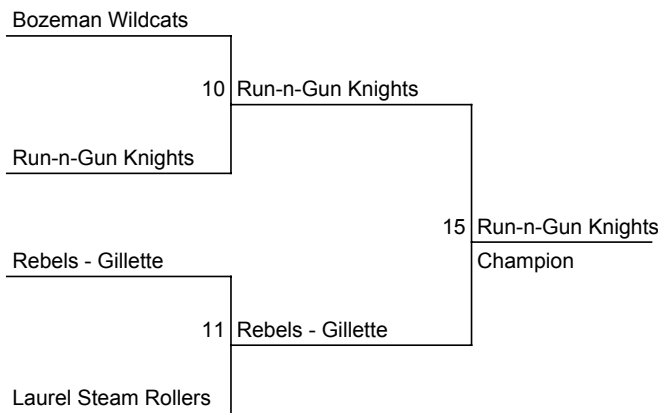 Bozeman Wildcats
10 Run-n-Gun Knights
Run-n-Gun Knights
15 Run-n-Gun Knights
Rebels - Gillette
Champion
11 Rebels - Gillette
Laurel Steam Rollers